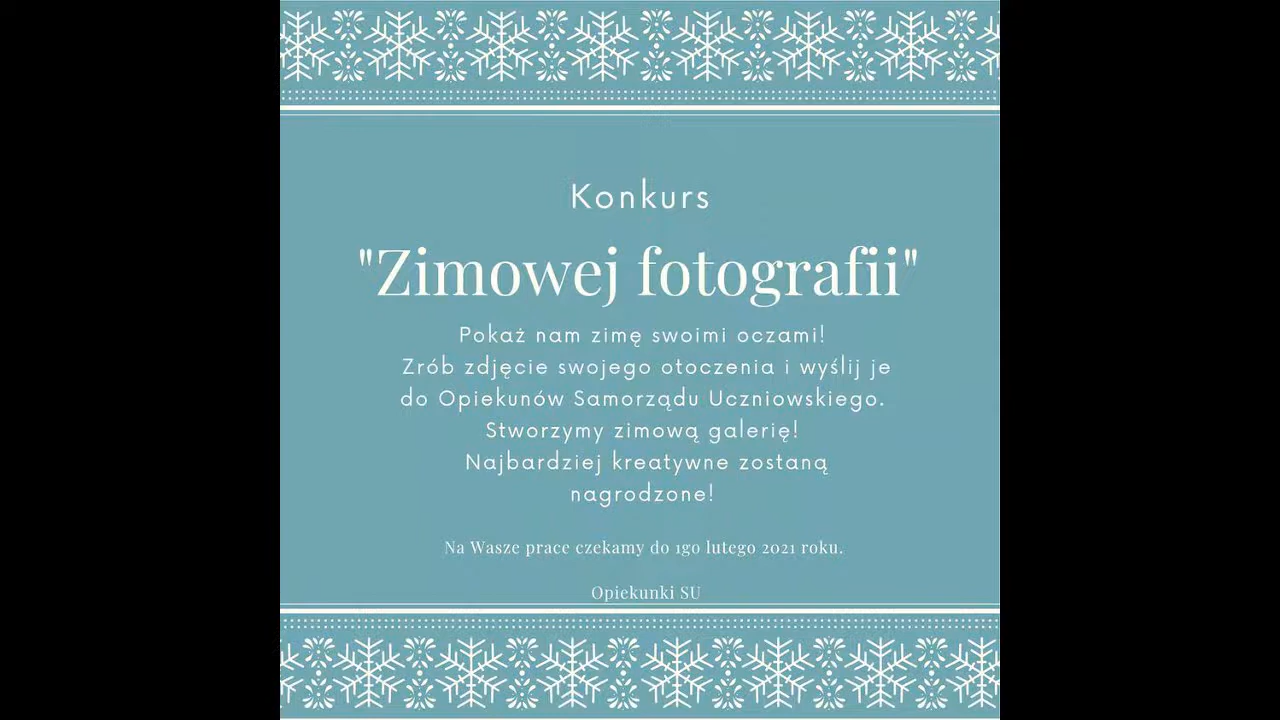 Konkurs
"Zimowej fotografii"
Pokaż nam zimę swoimi oczami!
Zrób zdjęcie swojego otoczenia i wyślij je
do Opiekunów Samorządu Uczniowskiego.
Stworzymy zimową galerię!
Najbardziej kreatywne zostaną
nagrodzone!
Na Wasze prace czekamy do 1go lutego 2021 roku.
Opiekunki SU